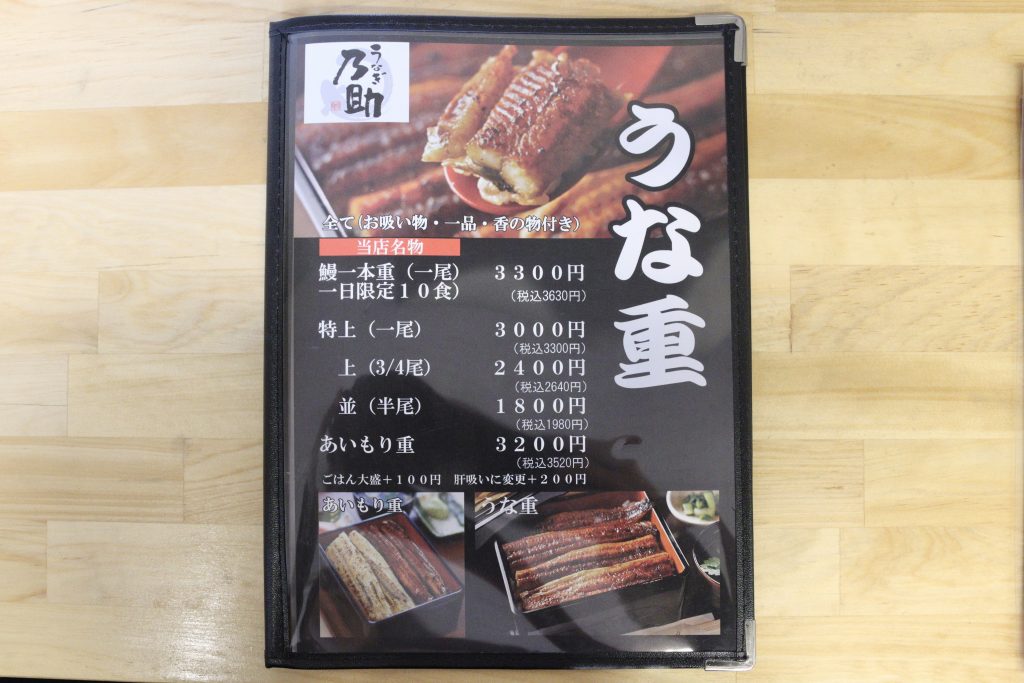 うなぎ
乃助
うな重
全て(お吸い物・一品・香の物付き)
当店名物
鰻一本重（一尾） ３３００円
一日限定１０食） （税込3630円）
特上（一尾） ３０００円
（税込3300円）
上（3/4尾） ２４００円
（税込2640円）
並（半尾） １８００円
（税込1980円）
あいもり重 ３２００円
（税込3520円）
ごはん大盛＋１００円 肝吸いに変更＋２００円
あいもり重
うな重